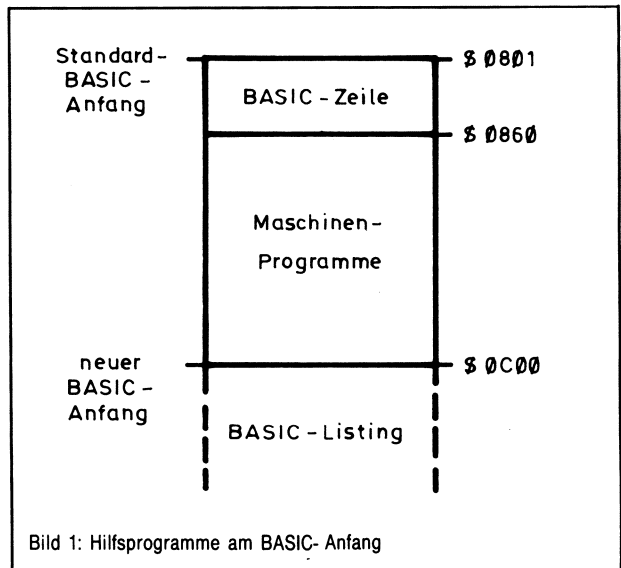 Standard-
BASIC-
Anfang
$ 0801
BASIC-Zeile
$ 0860
Maschinen-
Programme
neuer
BASIC-
Anfang
$ 0C00
BASIC-Listing
Bild 1: Hilfsprogramme am BASIC- Anfang